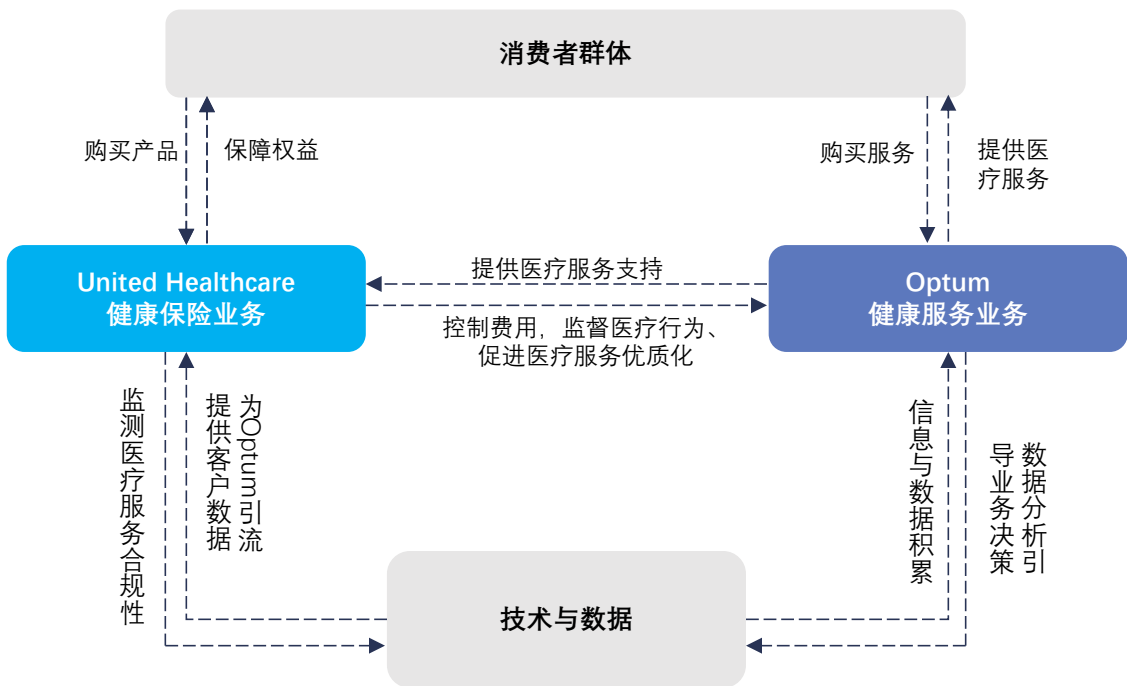 消费者群体
购买产品
保障权益
购买服务
提供医
疗服务
United Healthcare
健康保险业务
提供医疗服务支持
控制费用，监督医疗行为、
促进医疗服务优质化
Optum
健康服务业务
监测医疗服务合规性
为Optum引流
提供客户数据
信息与数据积累
数据分析引
导业务决策
技术与数据